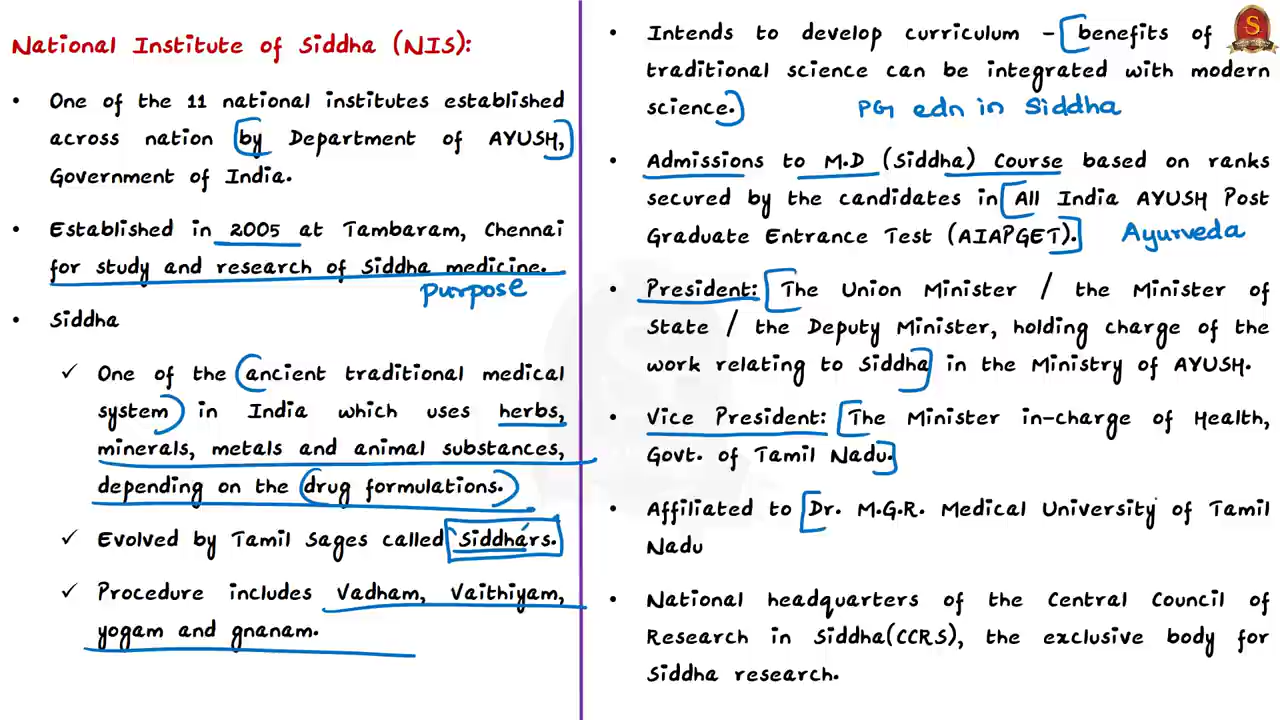 National Institute of Siddha (NIS):
• One of the 11 national institutes established
across nation by Department of AYUSH,
Government of India.
• Established in 2005 at Tambaram, Chennai
for study and research of Siddha medicine.
purpose
• Siddha
✓ One of the ancient traditional medical
system in India which uses herbs,
minerals, metals and animal substances,
depending on the drug formulations.
✓ Evolved by Tamil Sages called 'Siddhárs.
✓ Procedure includes Vadham, Vaithiyam,
yogam and gnanam.
• Intends to develop curriculum – benefits of
traditional science can be integrated with modern
science.
PG edn in Siddha
• Admissions to M.D (Siddha) Course based on ranks
secured by the candidates in All India AYUSH Post
Graduate Entrance Test (AIAPGET).
Ayurveda
• President: The Union Minister / the Minister of
State / the Deputy Minister, holding charge of the
work relating to Siddha in the Ministry of AYUSH.
• Vice President: The Minister in-charge of Health,
Govt. of Tamil Nadu.
• Affiliated to Dr. M.G.R. Medical University of Tamil
Nadu
• National headquarters of the Central Council of
Research in Siddha(CCRS), the exclusive body for
Siddha research.